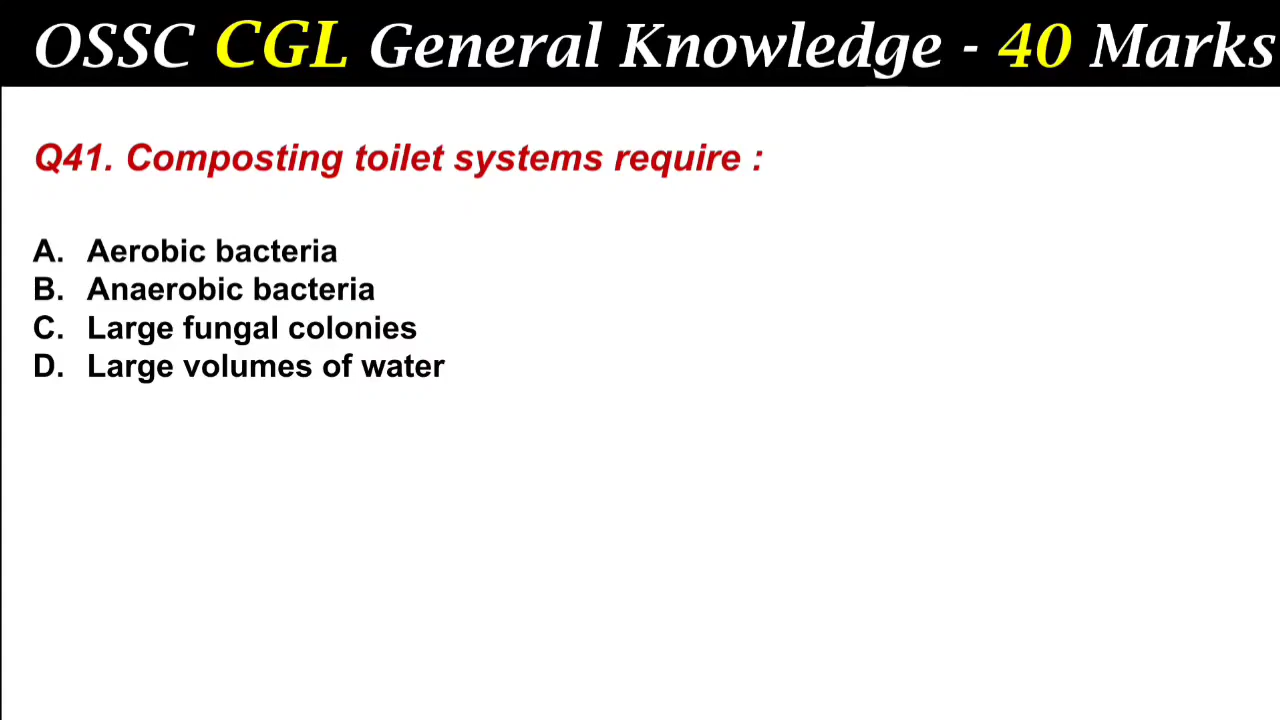 OSSC CGL General Knowledge - 40 Marks
Q41. Composting toilet systems require :
A. Aerobic bacteria
B. Anaerobic bacteria
C. Large fungal colonies
D. Large volumes of water